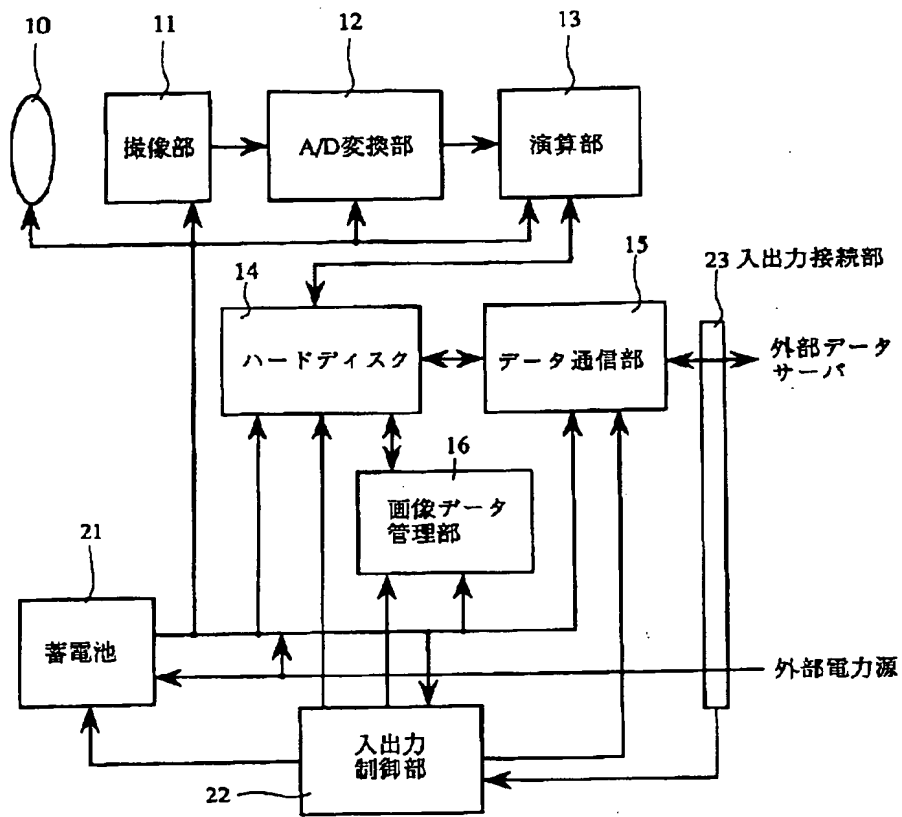 10
11
12
13
撮像部
A/D変換部
演算部
14
15
23 入出力接続部
ハードディスク
データ通信部
外部データ
サーバ
16
画像データ
管理部
21
蓄電池
外部電力源
入出力
制御部
22